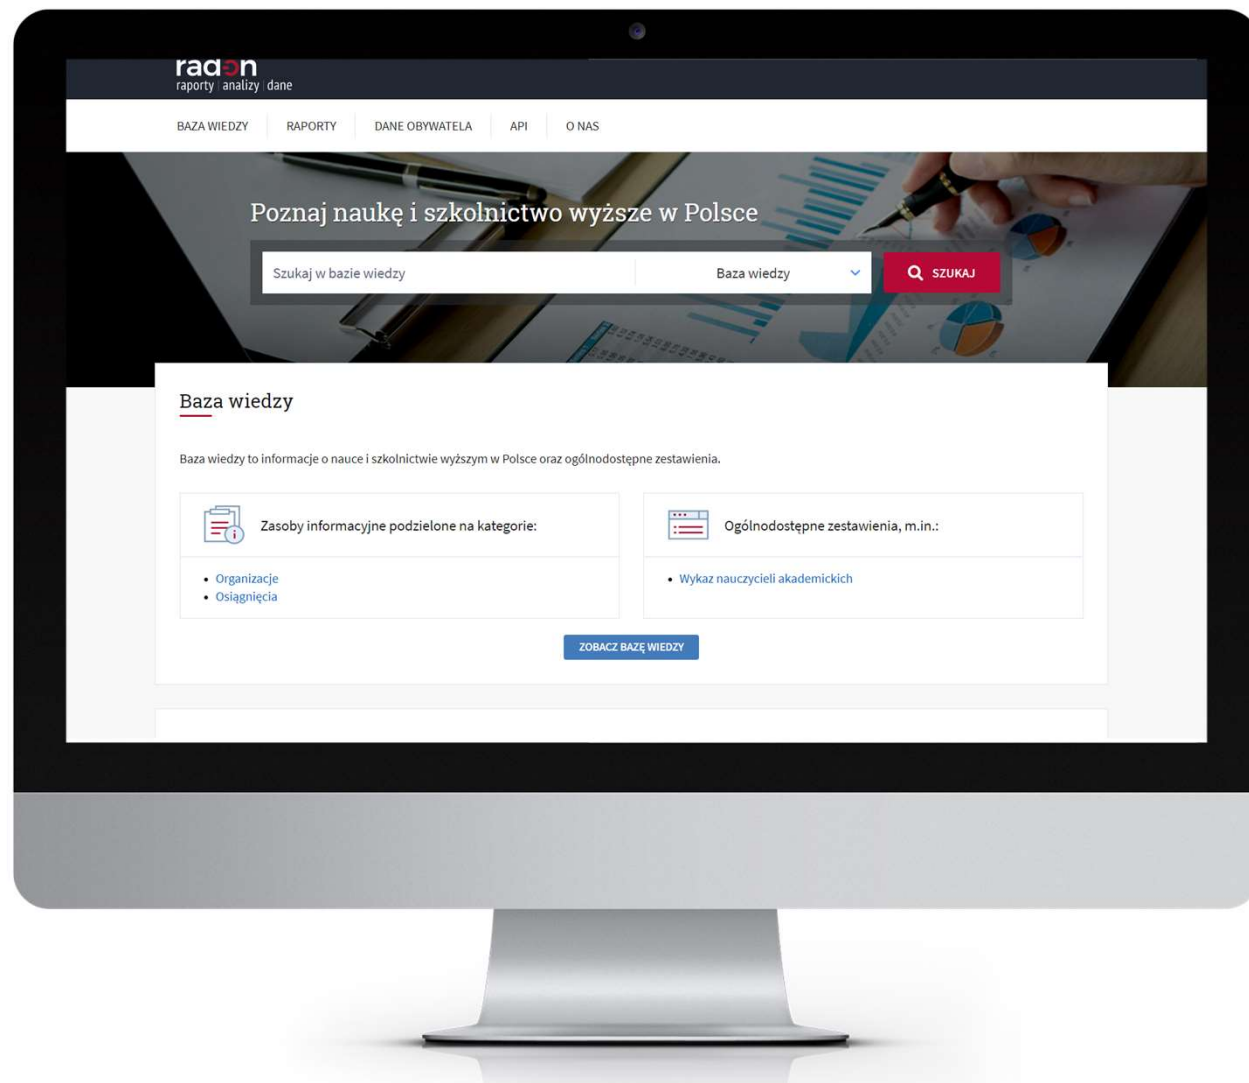 radon
raporty | analizy | dane
BAZA WIEDZY RAPORTY DANE OBYWATELA API O NAS
Poznaj naukę i szkolnictwo wyższe w Polsce
Szukaj w bazie wiedzy Baza wiedzy SZUKAJ
Baza wiedzy
Baza wiedzy to informacje o nauce i szkolnictwie wyższym w Polsce oraz ogólnodostępne zestawienia.
Zasoby informacyjne podzielone na kategorie:
• Organizacje
• Osiągnięcia
Ogólnodostępne zestawienia, m.in.:
• Wykaz nauczycieli akademickich
ZOBACZ BAZĘ WIEDZY